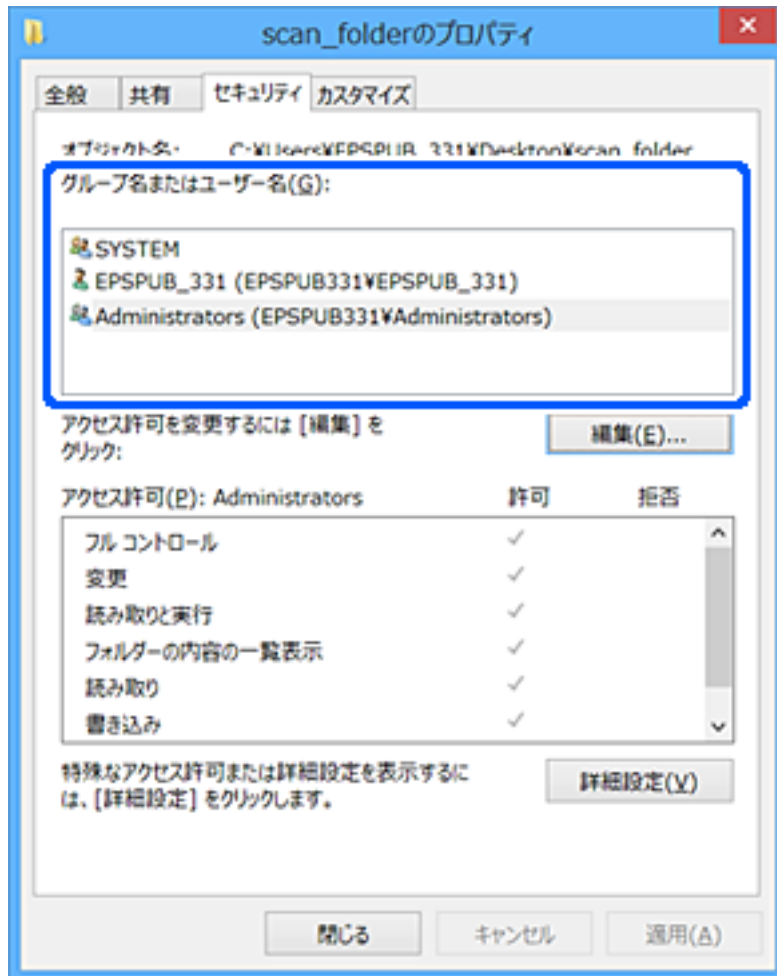 scan_folderのプロパティ
全般 共有 セキュリティ カスタマイズ
オブジェクト名: C:¥Users¥EPSPUB_331¥Desktop¥scan_folder
グループ名またはユーザー名(G):
SYSTEM
EPSPUB_331 (EPSPUB331¥EPSPUB_331)
Administrators (EPSPUB331¥Administrators)
アクセス許可を変更するには [編集] を
クリック:
編集(E)...
アクセス許可(P): Administrators 許可 拒否
フル コントロール
変更
読み取りと実行
フォルダーの内容の一覧表示
読み取り
書き込み
特殊なアクセス許可または詳細設定を表示するに
は、[詳細設定] をクリックします。
詳細設定(V)
閉じる キャンセル 適用(A)